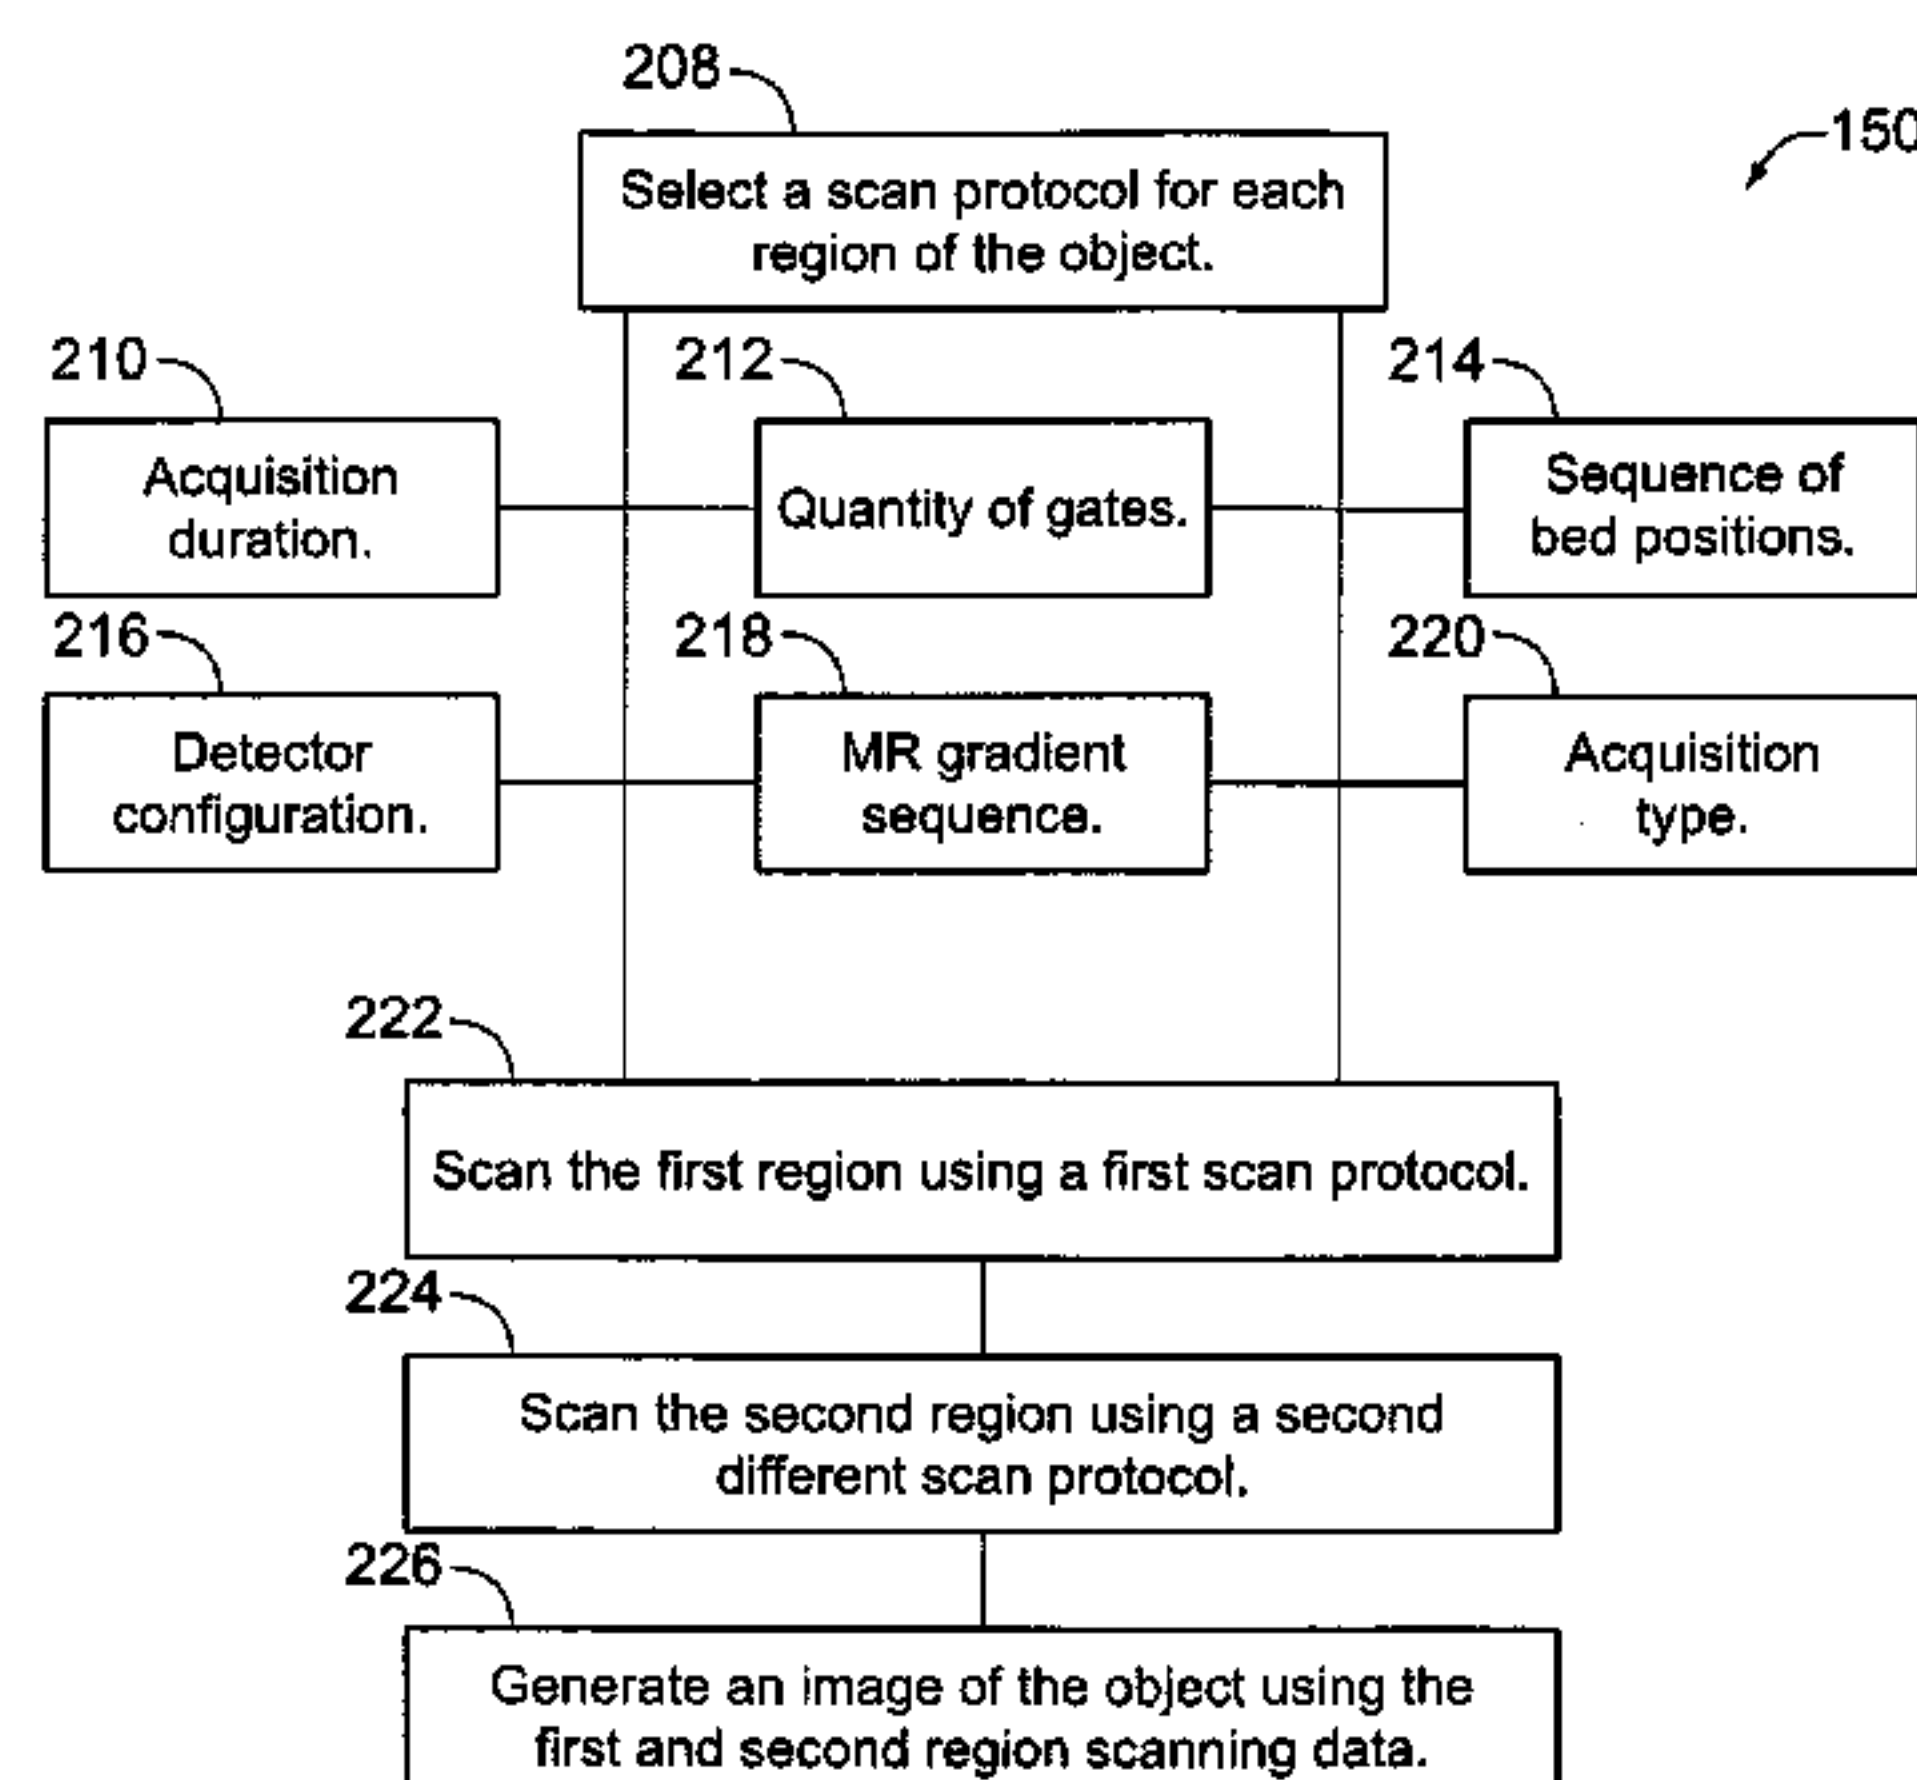 208
150
Select a scan protocol for each
region of the object.
210
212
214
Acquisition
duration.
Quantity of gates.
Sequence of
bed positions.
216
218
220
Detector
configuration.
MR gradient
sequence.
Acquisition
type.
222
Scan the first region using a first scan protocol.
224
Scan the second region using a second
different scan protocol.
226
Generate an image of the object using the
first and second region scanning data.